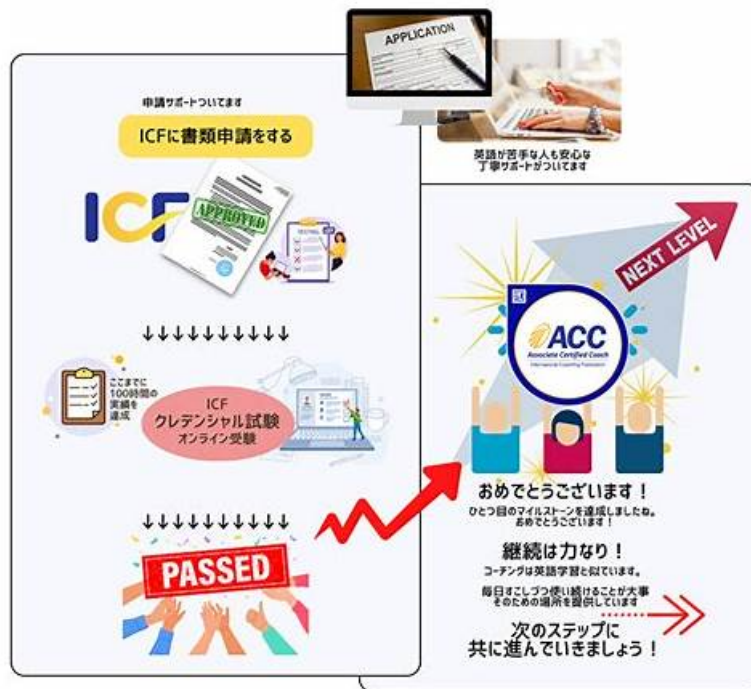 APPLICATION
申請サポートついてます
ICFに書類申請をする
英語が苦手な人も安心な
丁寧サポートがついてます
ICF
APPROVED
TESTING
NEXT LEVEL
ACC
Associate Certified Coach
International Coaching Federation
↓↓↓↓↓↓↓↓↓↓
ここまでに
100時間の
実績を
達成
ICF
クレデンシャル試験
オンライン受験
↓↓↓↓↓↓↓↓↓↓
PASSED
おめでとうございます！
ひとつ目のマイルストーンを達成しましたね。
おめでとうございます！
継続は力なり！
コーチングは英語学習と似ています。
毎日すこしづつ使い続けることが大事
そのための場所を提供しています
次のステップに
共に進んでいきましょう！